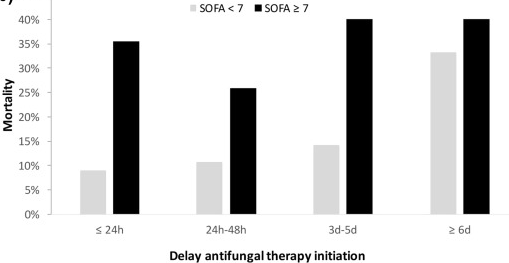 SOFA < 7 SOFA ≥ 7
40%
35%
30%
25%
20%
15%
10%
5%
0%
Mortality
≤ 24h 24h-48h 3d-5d ≥ 6d
Delay antifungal therapy initiation